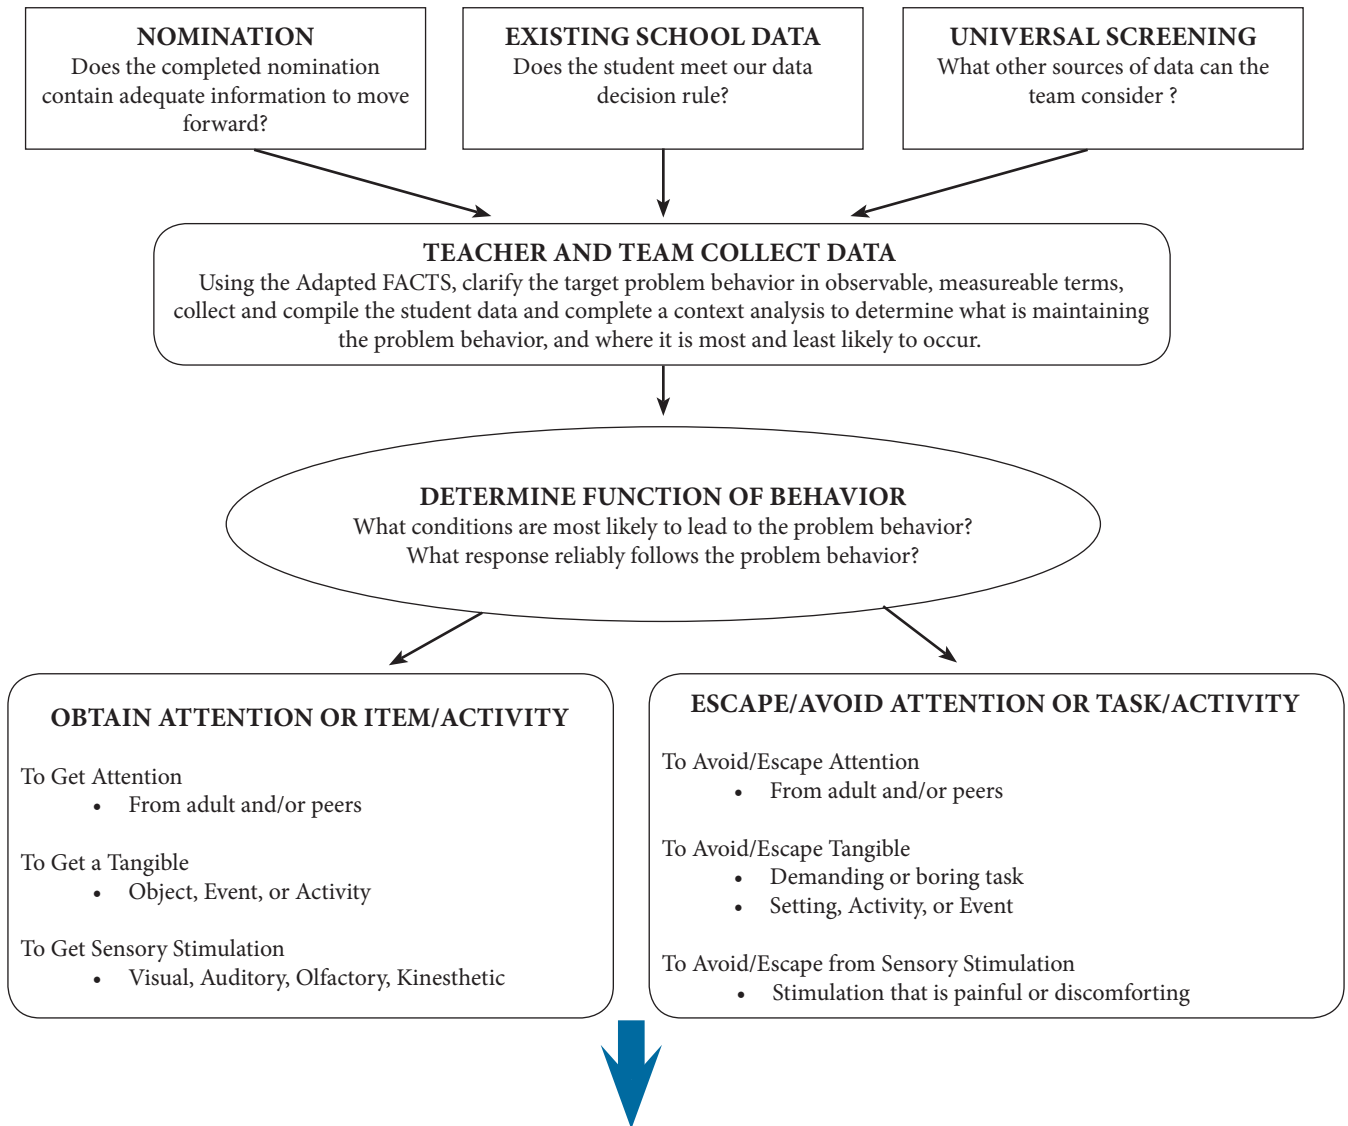 NOMINATION
Does the completed nomination
contain adequate information to move
forward?
EXISTING SCHOOL DATA
Does the student meet our data
decision rule?
UNIVERSAL SCREENING
What other sources of data can the
team consider ?
TEACHER AND TEAM COLLECT DATA
Using the Adapted FACTS, clarify the target problem behavior in observable, measureable terms,
collect and compile the student data and complete a context analysis to determine what is maintaining
the problem behavior, and where it is most and least likely to occur.
DETERMINE FUNCTION OF BEHAVIOR
What conditions are most likely to lead to the problem behavior?
What response reliably follows the problem behavior?
OBTAIN ATTENTION OR ITEM/ACTIVITY
To Get Attention
• From adult and/or peers
To Get a Tangible
• Object, Event, or Activity
To Get Sensory Stimulation
• Visual, Auditory, Olfactory, Kinesthetic
ESCAPE/AVOID ATTENTION OR TASK/ACTIVITY
To Avoid/Escape Attention
• From adult and/or peers
To Avoid/Escape Tangible
• Demanding or boring task
• Setting, Activity, or Event
To Avoid/Escape from Sensory Stimulation
• Stimulation that is painful or discomforting